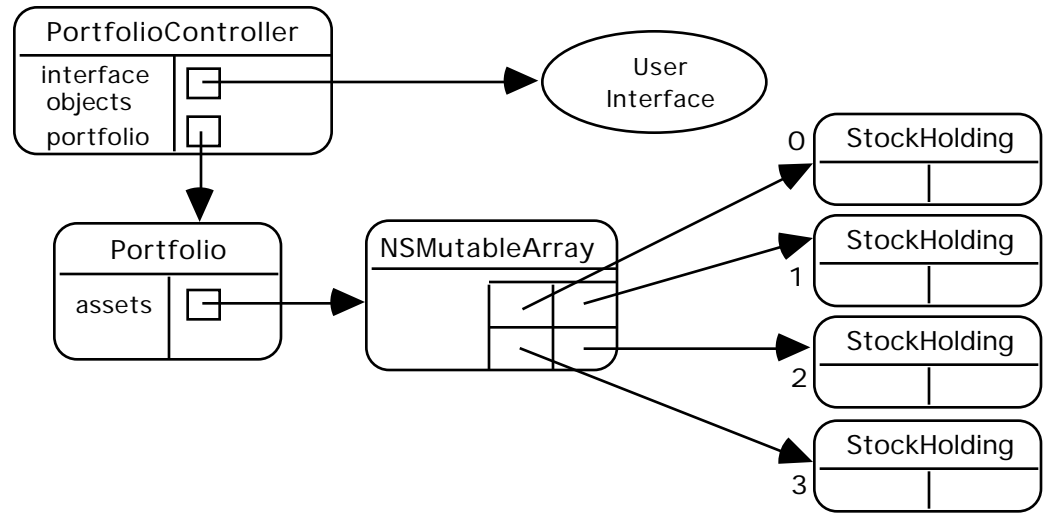 PortfolioController
interface
objects
portfolio
User
Interface
Portfolio
assets
NSMutableArray
0
StockHolding
StockHolding
1
StockHolding
2
StockHolding
3